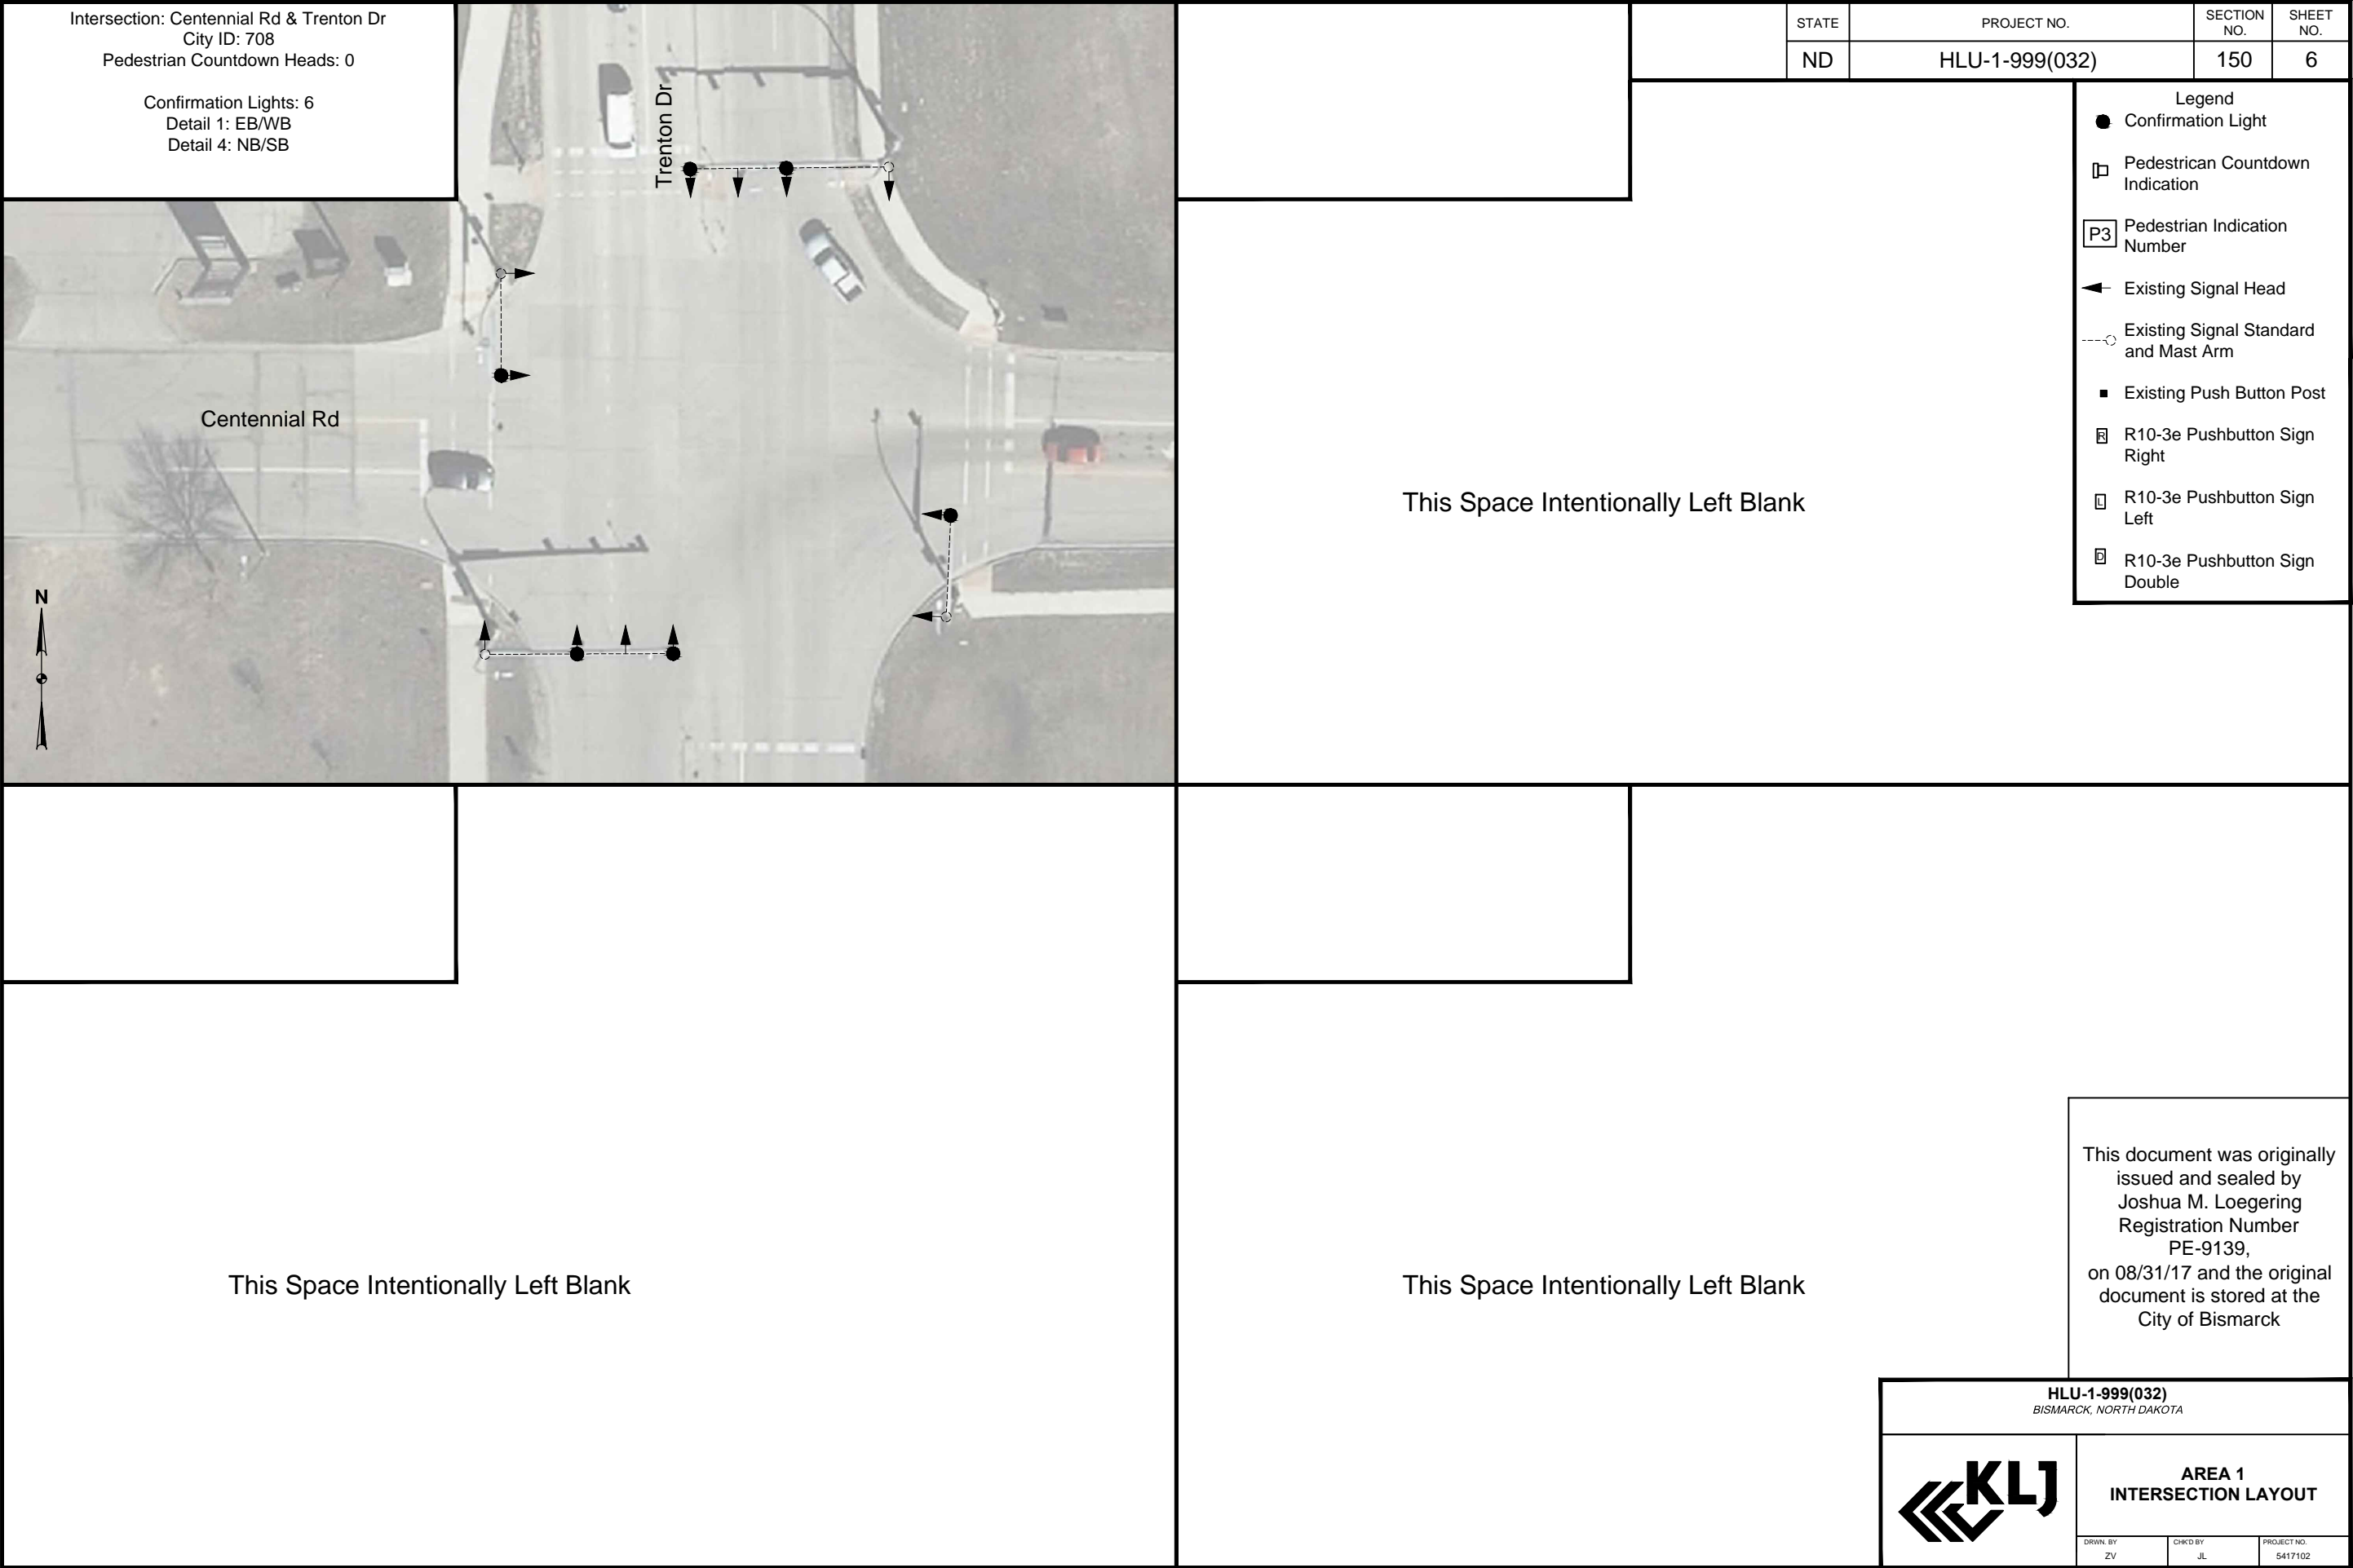 Intersection: Centennial Rd & Trenton Dr
City ID: 708
Pedestrian Countdown Heads: 0
Confirmation Lights: 6
Detail 1: EB/WB
Detail 4: NB/SB
Trenton Dr
Centennial Rd
N
This Space Intentionally Left Blank
STATE
PROJECT NO.
SECTION NO.
SHEET NO.
ND
HLU-1-999(032)
150
6
Legend
Confirmation Light
Pedestrican Countdown
Indication
P3
Pedestrian Indication
Number
Existing Signal Head
Existing Signal Standard
and Mast Arm
Existing Push Button Post
R
R10-3e Pushbutton Sign
Right
L
R10-3e Pushbutton Sign
Left
D
R10-3e Pushbutton Sign
Double
This Space Intentionally Left Blank
This Space Intentionally Left Blank
This document was originally
issued and sealed by
Joshua M. Loegering
Registration Number
PE-9139,
on 08/31/17 and the original
document is stored at the
City of Bismarck
HLU-1-999(032)
BISMARCK, NORTH DAKOTA
KLJ
AREA 1
INTERSECTION LAYOUT
DRWN. BY
ZV
CHK'D BY
JL
PROJECT NO.
5417102